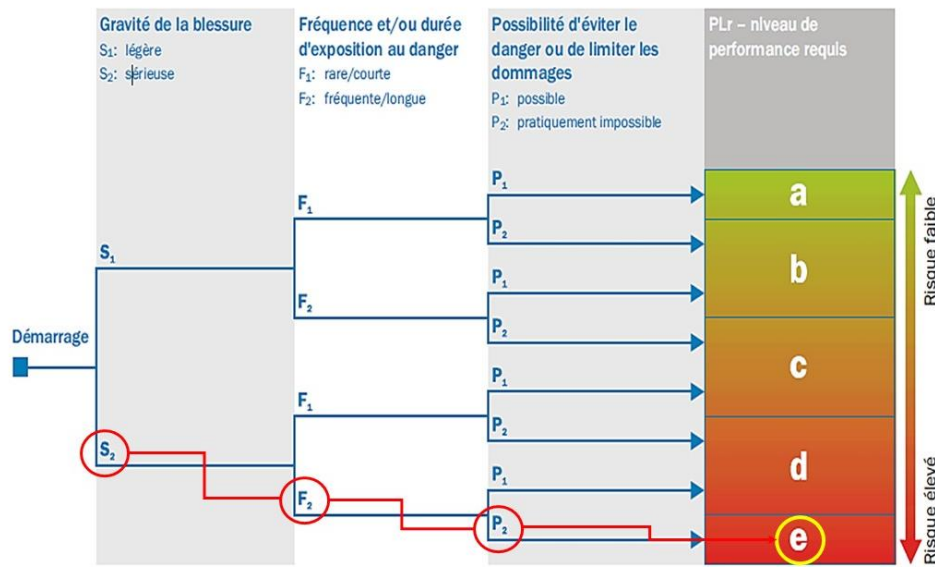 Gravité de la blessure
S₁: légère
S₂: sérieuse
Fréquence et/ou durée
d'exposition au danger
F₁: rare/courte
F₂: fréquente/longue
Possibilité d'éviter le
danger ou de limiter les
dommages
P₁: possible
P₂: pratiquement impossible
PLr – niveau de
performance requis
Démarrage
S₁
S₂
F₁
F₂
F₁
F₂
P₁
P₂
P₁
P₂
P₁
P₂
P₁
P₂
a
b
c
d
e
Risque faible
Risque élevé